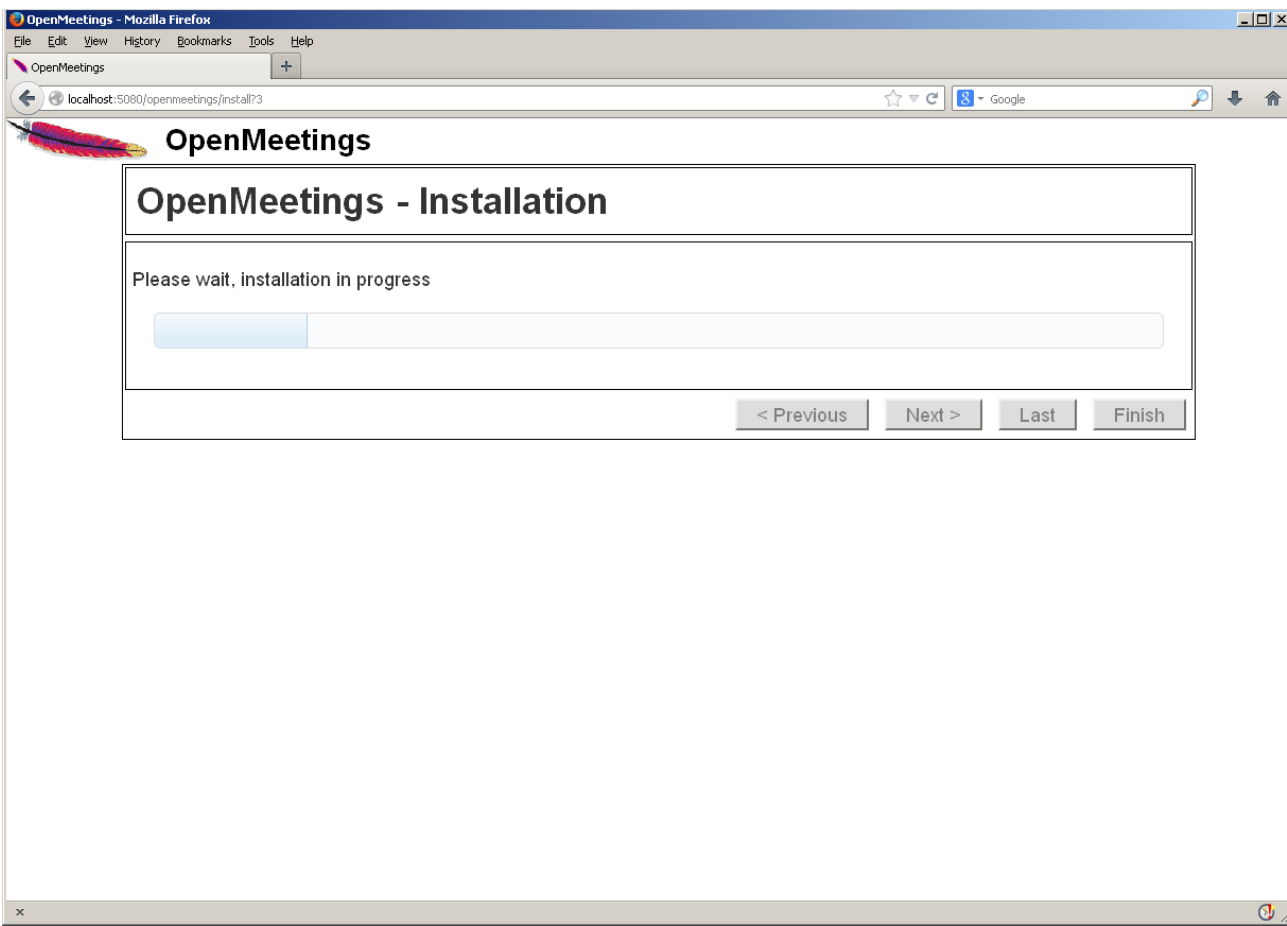 OpenMeetings - Mozilla Firefox
File Edit View History Bookmarks Tools Help
OpenMeetings
localhost:5080/openmeetings/install?3
Google
OpenMeetings
OpenMeetings - Installation
Please wait, installation in progress
< Previous Next > Last Finish